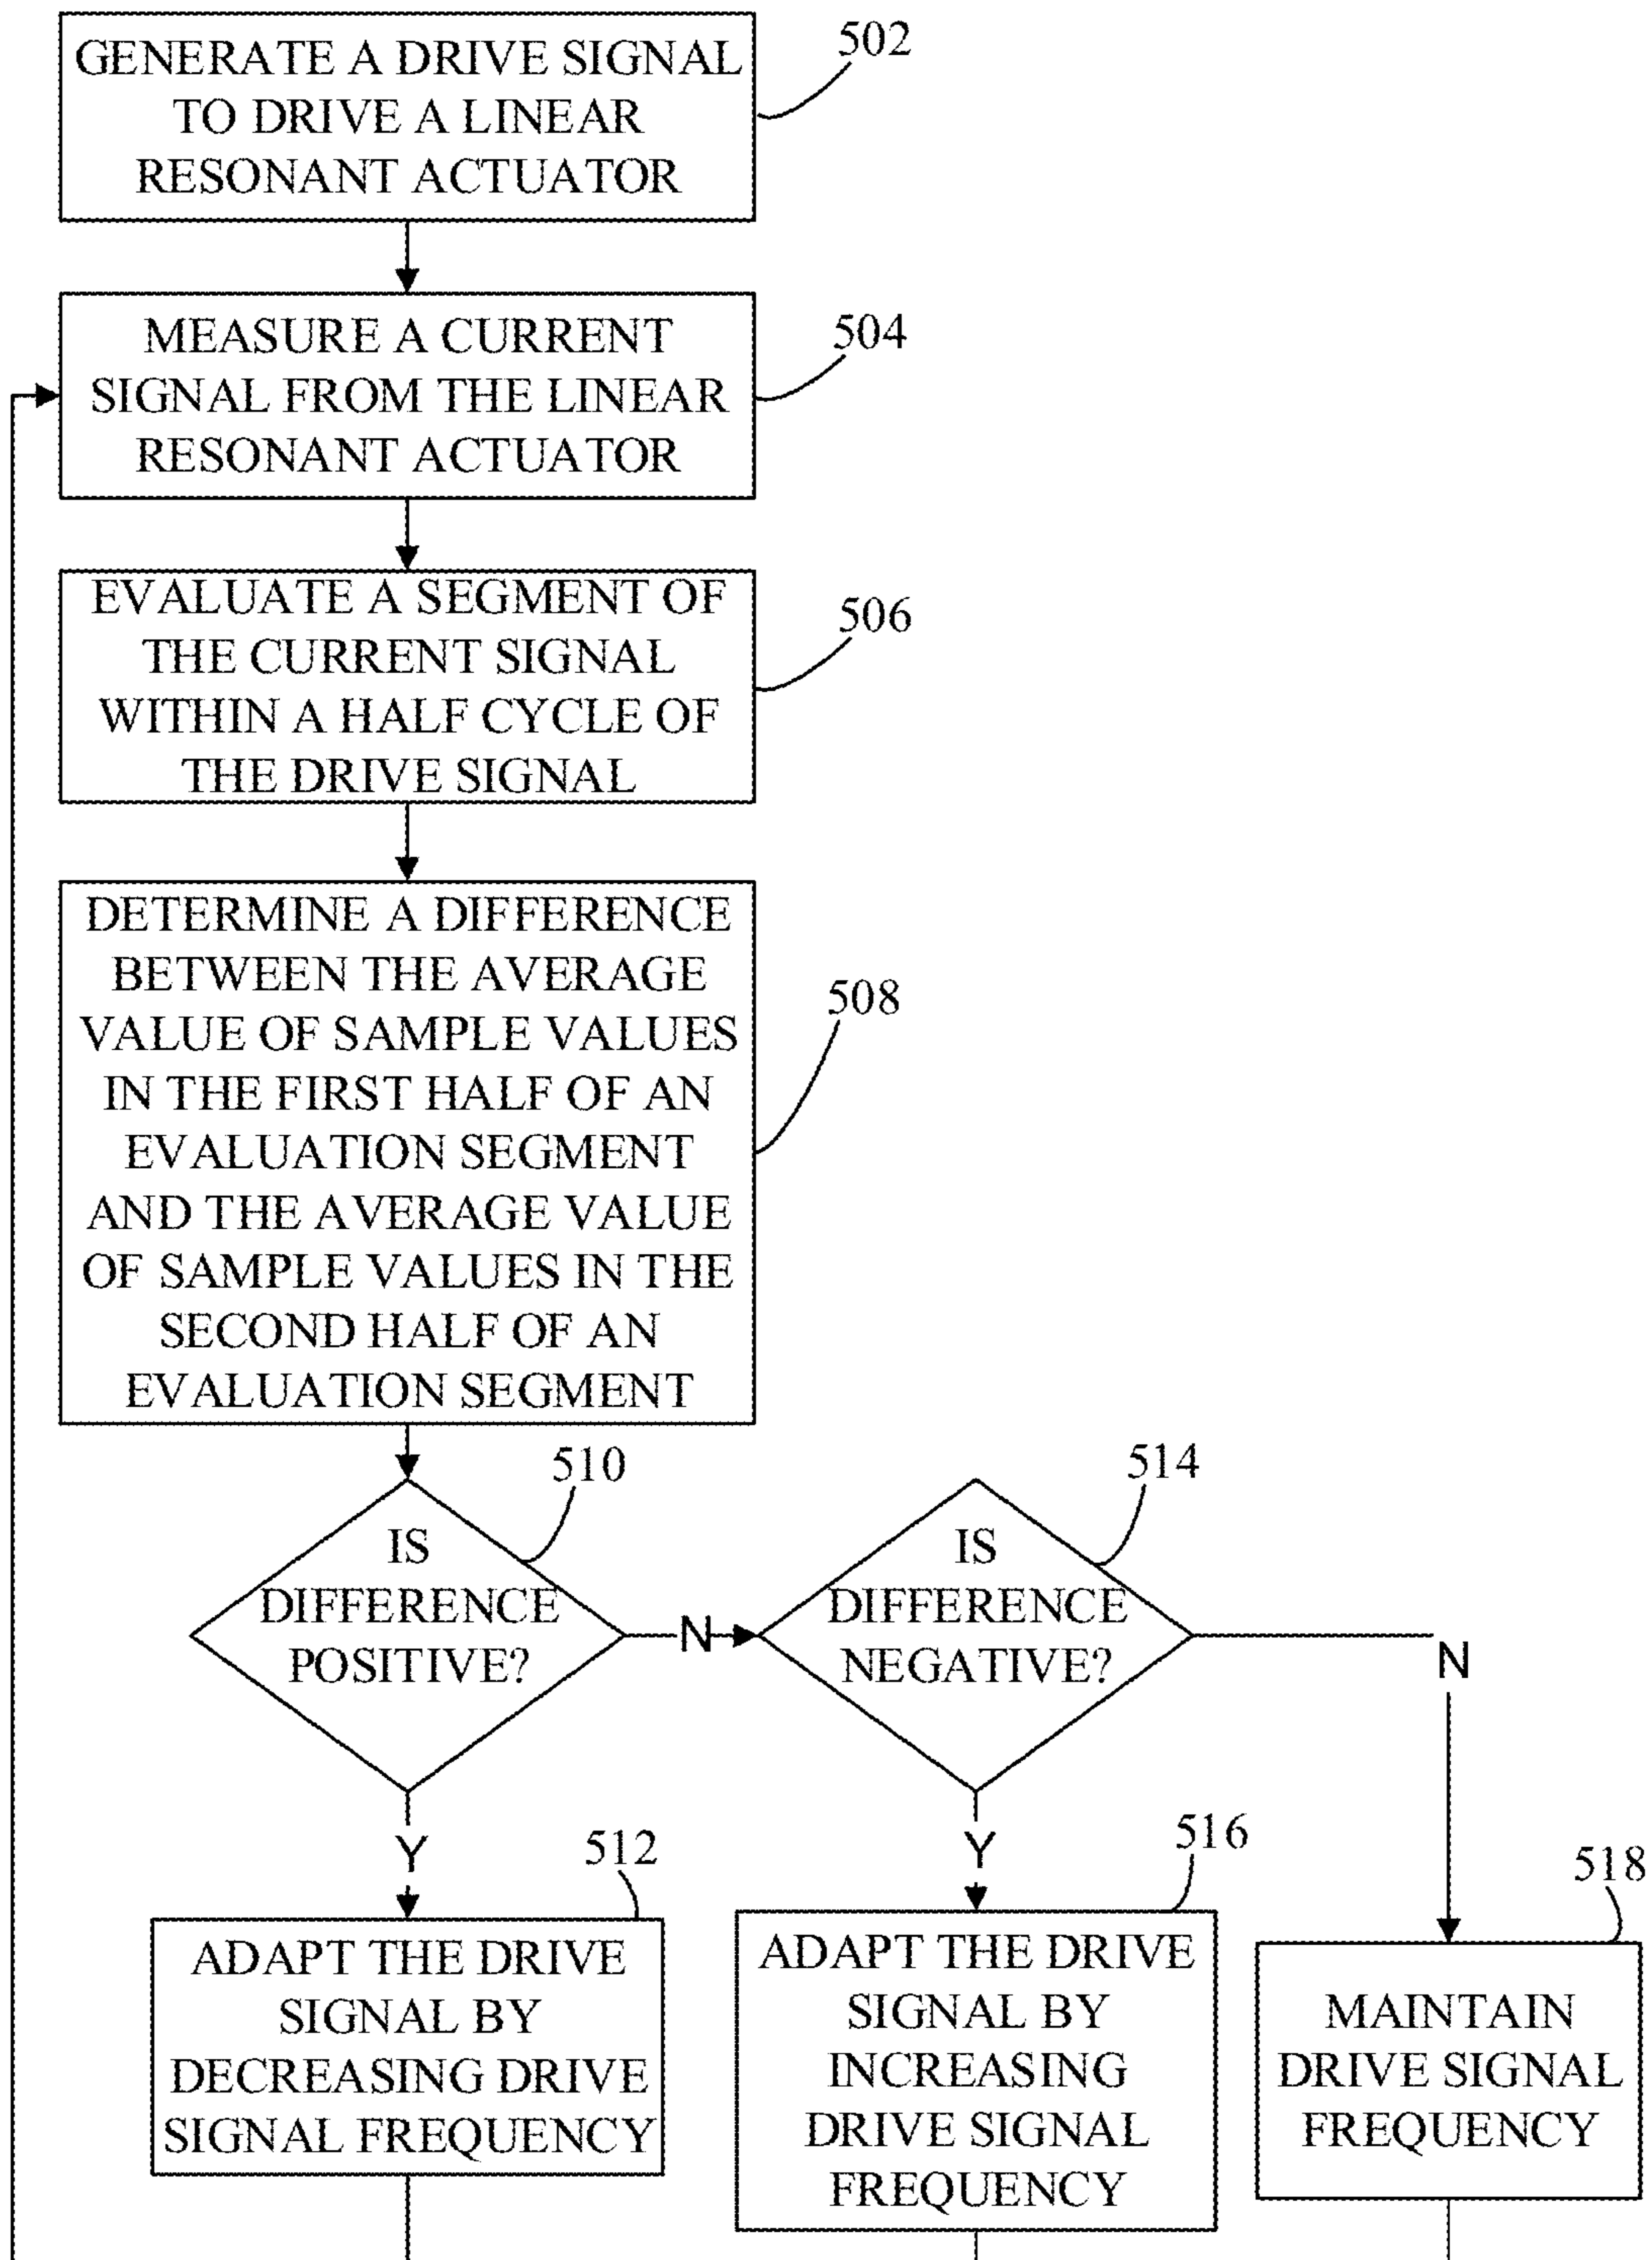 GENERATE A DRIVE SIGNAL
TO DRIVE A LINEAR
RESONANT ACTUATOR
502
MEASURE A CURRENT
SIGNAL FROM THE LINEAR
RESONANT ACTUATOR
504
EVALUATE A SEGMENT OF
THE CURRENT SIGNAL
WITHIN A HALF CYCLE OF
THE DRIVE SIGNAL
506
DETERMINE A DIFFERENCE
BETWEEN THE AVERAGE
VALUE OF SAMPLE VALUES
IN THE FIRST HALF OF AN
EVALUATION SEGMENT
AND THE AVERAGE VALUE
OF SAMPLE VALUES IN THE
SECOND HALF OF AN
EVALUATION SEGMENT
508
IS
DIFFERENCE
POSITIVE?
510
N
IS
DIFFERENCE
NEGATIVE?
514
N
Y
Y
ADAPT THE DRIVE
SIGNAL BY
DECREASING DRIVE
SIGNAL FREQUENCY
512
ADAPT THE DRIVE
SIGNAL BY
INCREASING
DRIVE SIGNAL
FREQUENCY
516
MAINTAIN
DRIVE SIGNAL
FREQUENCY
518